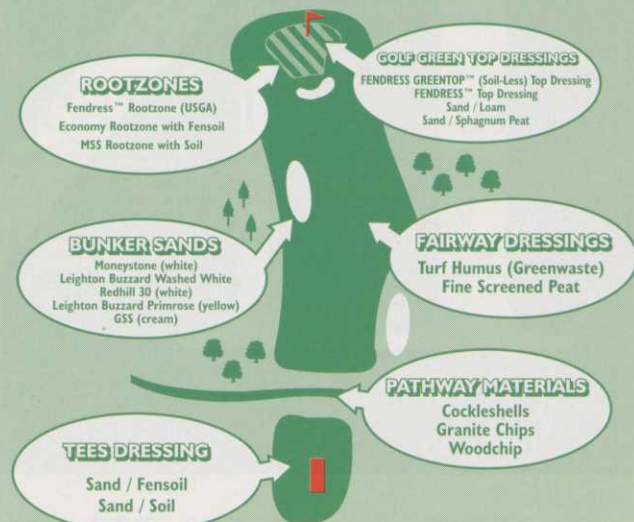 ROOTZONES
Fendress™ Rootzone (USGA)
Economy Rootzone with Fensoil
MSS Rootzone with Soil
GOLF GREEN TOP DRESSINGS
FENDRESS GREENTOP™ (Soil-Less) Top Dressing
FENDRESS™ Top Dressing
Sand / Loam
Sand / Sphagnum Peat
BUNKER SANDS
Moneystone (white)
Leighton Buzzard Washed White
Redhill 30 (white)
Leighton Buzzard Primrose (yellow)
GSS (cream)
FAIRWAY DRESSINGS
Turf Humus (Greenwaste)
Fine Screened Peat
PATHWAY MATERIALS
Cockleshells
Granite Chips
Woodchip
TEES DRESSING
Sand / Fensoil
Sand / Soil